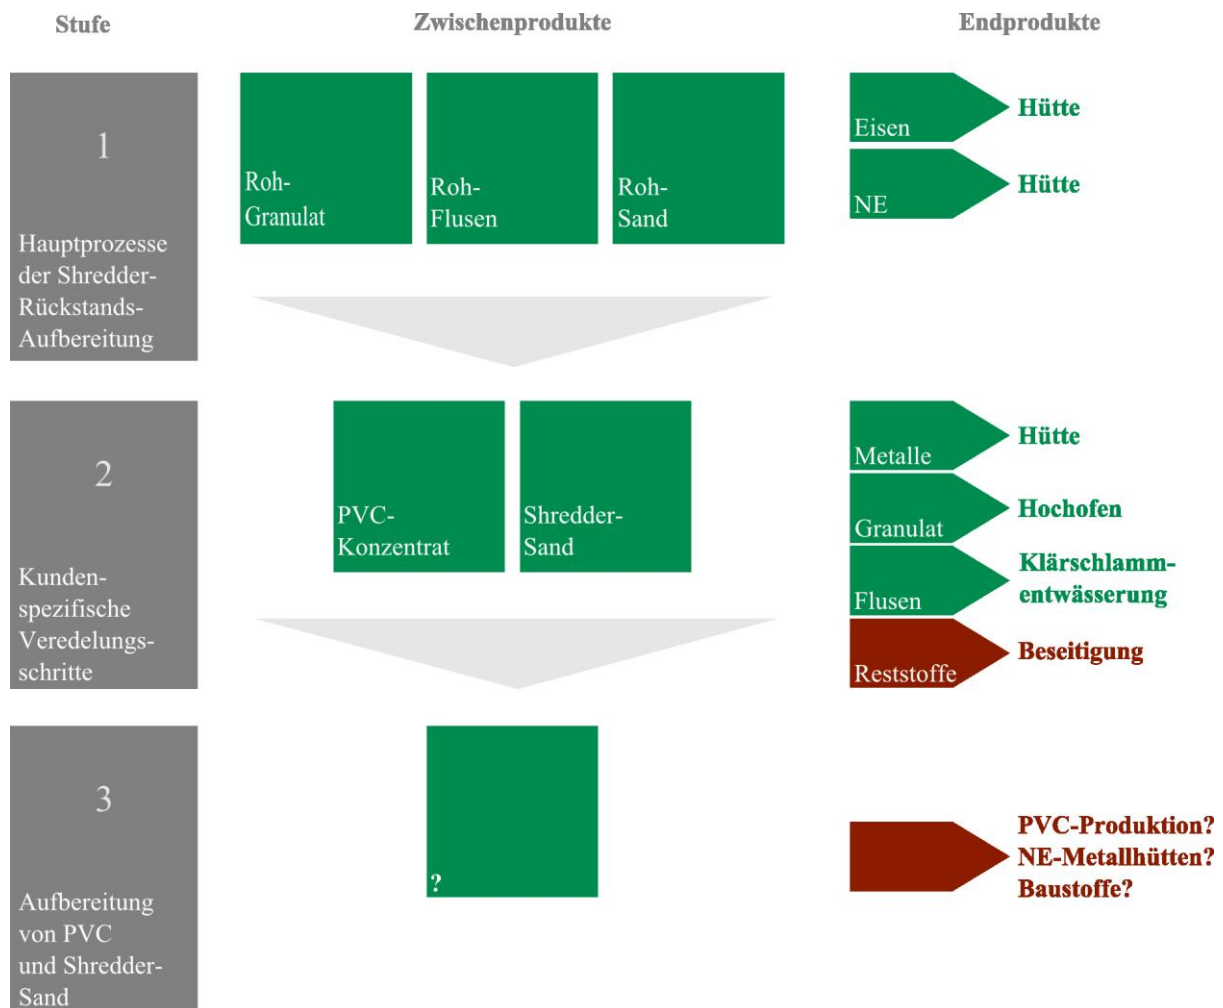 Stufe
Zwischenprodukte
Endprodukte
1
Hauptprozesse
der Shredder-
Rückstands-
Aufbereitung
Roh-
Granulat
Roh-
Flusen
Roh-
Sand
Eisen
Hütte
NE
Hütte
2
Kunden-
spezifische
Veredelungs-
schritte
PVC-
Konzentrat
Shredder-
Sand
Metalle
Hütte
Granulat
Hochofen
Flusen
Klärschlamm-
entwässerung
Reststoffe
Beseitigung
3
Aufbereitung
von PVC
und Shredder-
Sand
?
PVC-Produktion?
NE-Metallhütten?
Baustoffe?